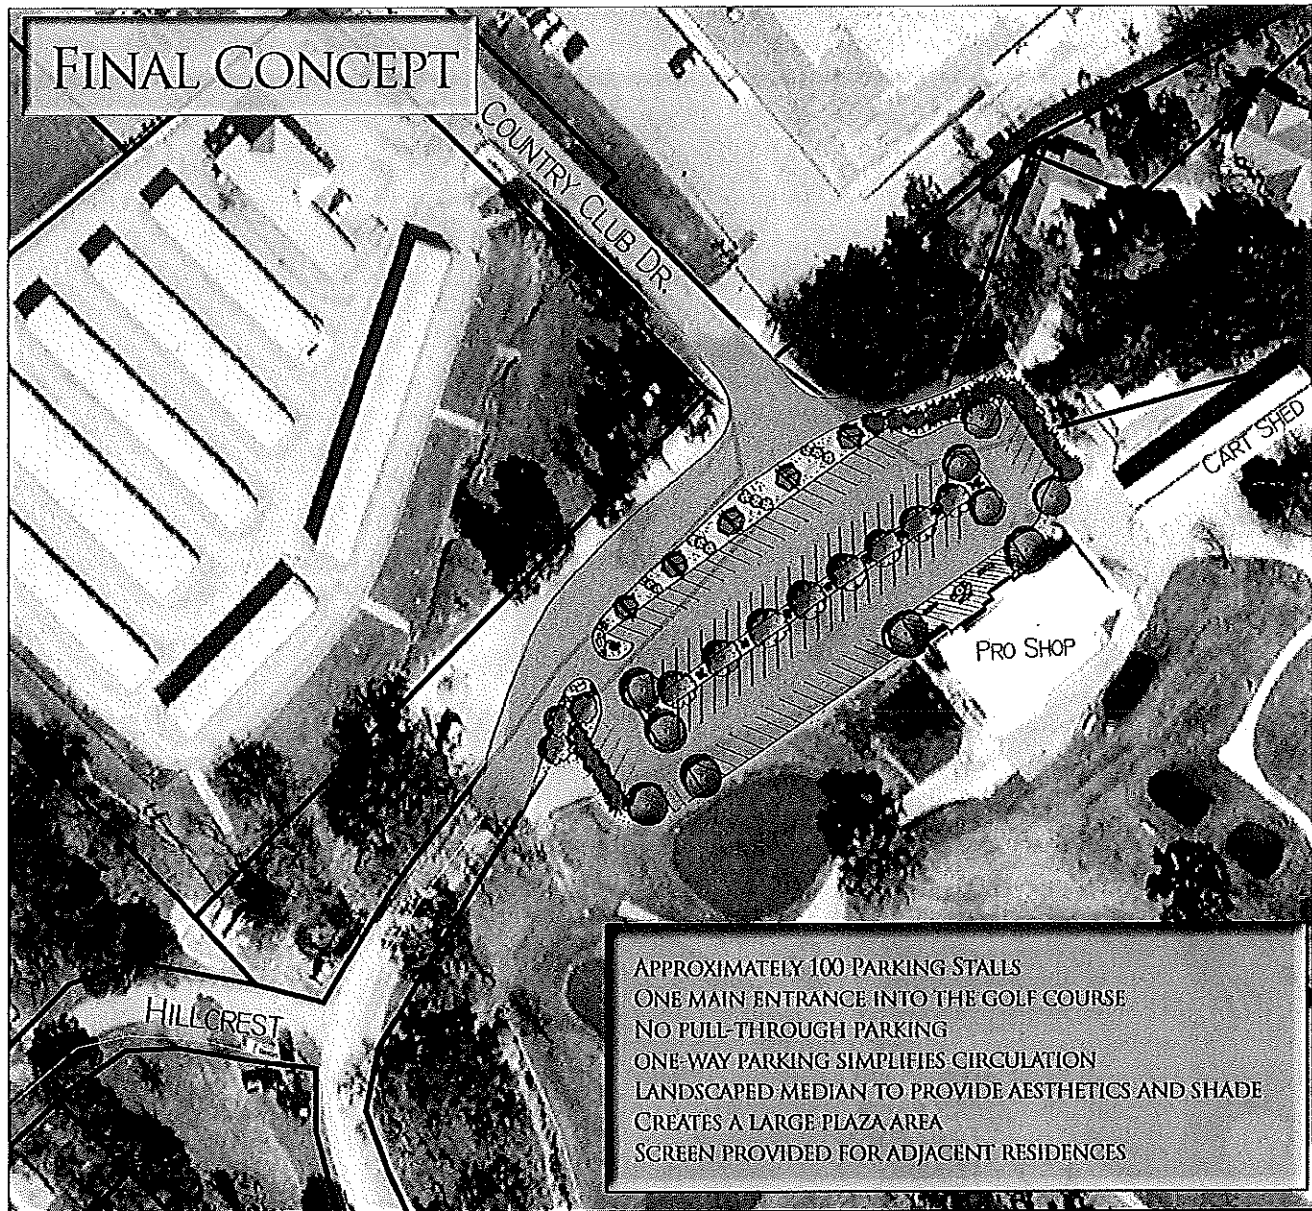 FINAL CONCEPT
COUNTRY CLUB DR.
CART SHED
PRO SHOP
HILLCREST
APPROXIMATELY 100 PARKING STALLS
ONE MAIN ENTRANCE INTO THE GOLF COURSE
NO PULL-THROUGH PARKING
ONE-WAY PARKING SIMPLIFIES CIRCULATION
LANDSCAPED MEDIAN TO PROVIDE AESTHETICS AND SHADE
CREATES A LARGE PLAZA AREA
SCREEN PROVIDED FOR ADJACENT RESIDENCES